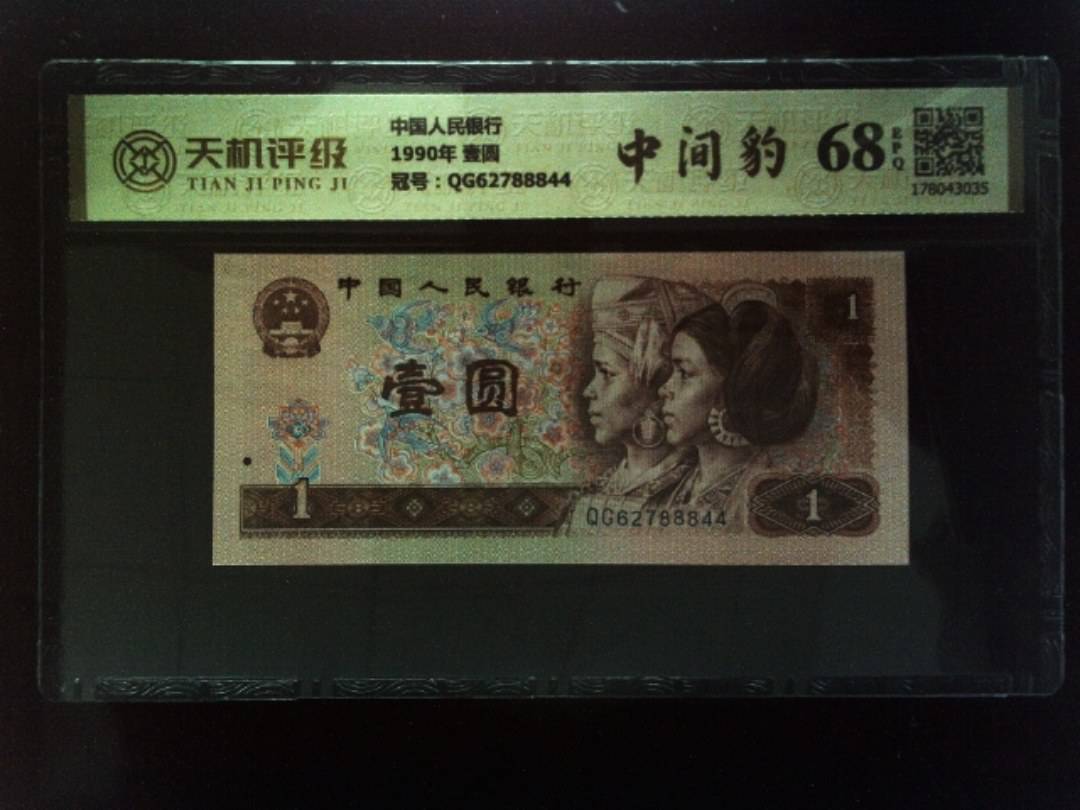 天机评级
TIAN JI PING JI
中国人民银行
1990年 壹圆
冠号：QG62788844
中间豹
68
EPQ
178043035
中国人民银行
1
壹圆
1
QG62788844
1